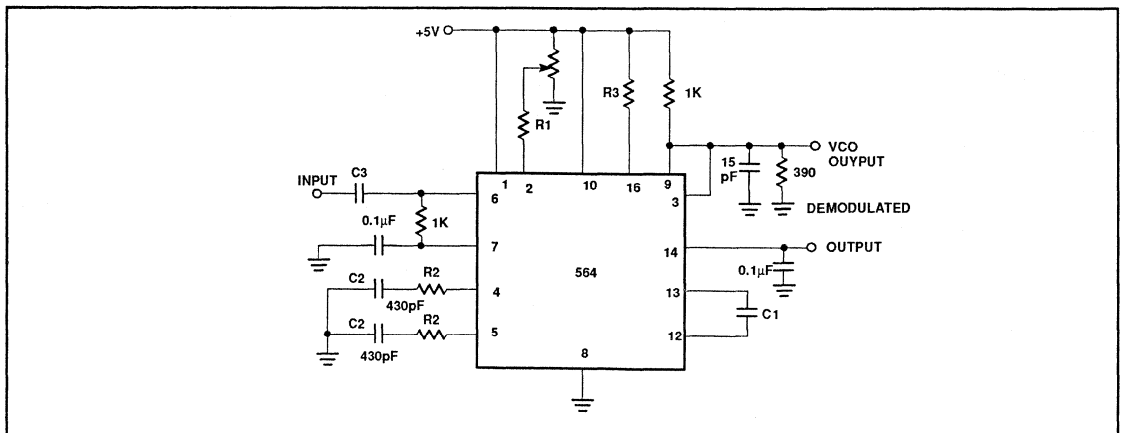 +5V
R3
1K
R1
15
pF
VCO
OUYPUT
390
INPUT
C3
1
2
10
16
9
6
3
DEMODULATED
1K
0.1µF
7
14
OUTPUT
564
0.1µF
C2
R2
4
430pF
13
C1
C2
R2
5
12
430pF
8